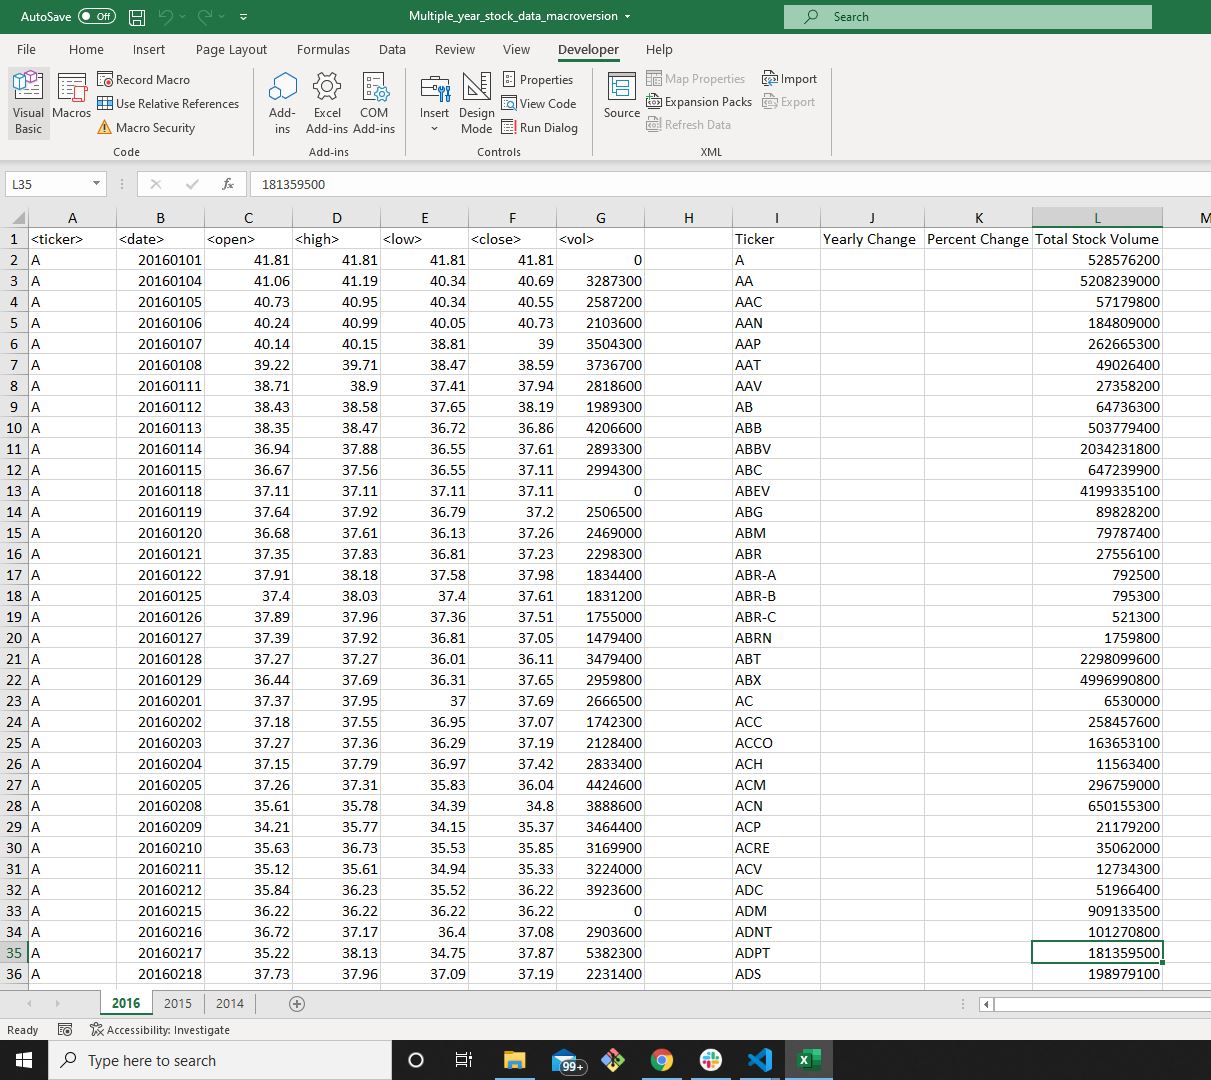 AutoSave Off Multiple_year_stock_data_macroversion Search
File Home Insert Page Layout Formulas Data Review View Developer Help
Visual Basic
Macros
Record Macro
Use Relative References
Macro Security
Code
Add-ins
Excel Add-ins
COM Add-ins
Add-ins
Insert
Design Mode
Properties
View Code
Run Dialog
Controls
Source
Map Properties
Expansion Packs
Refresh Data
Import
Export
XML
L35 fx 181359500
A B C D E F G H I J K L M
1 <ticker> <date> <open> <high> <low> <close> <vol> Ticker Yearly Change Percent Change Total Stock Volume
2 A 20160101 41.81 41.81 41.81 41.81 0 A 528576200
3 A 20160104 41.06 41.19 40.34 40.69 3287300 AA 5208239000
4 A 20160105 40.73 40.95 40.34 40.55 2587200 AAC 57179800
5 A 20160106 40.24 40.99 40.05 40.73 2103600 AAN 184809000
6 A 20160107 40.14 40.15 38.81 39 3504300 AAP 262665300
7 A 20160108 39.22 39.71 38.47 38.59 3736700 AAT 49026400
8 A 20160111 38.71 38.9 37.41 37.94 2818600 AAV 27358200
9 A 20160112 38.43 38.58 37.65 38.19 1989300 AB 64736300
10 A 20160113 38.35 38.47 36.72 36.86 4206600 ABB 503779400
11 A 20160114 36.94 37.88 36.55 37.61 2893300 ABBV 2034231800
12 A 20160115 36.67 37.56 36.55 37.11 2994300 ABC 647239900
13 A 20160118 37.11 37.11 37.11 37.11 0 ABEV 4199335100
14 A 20160119 37.64 37.92 36.79 37.2 2506500 ABG 89828200
15 A 20160120 36.68 37.61 36.13 37.26 2469000 ABM 79787400
16 A 20160121 37.35 37.83 36.81 37.23 2298300 ABR 27556100
17 A 20160122 37.91 38.18 37.58 37.98 1834400 ABR-A 792500
18 A 20160125 37.4 38.03 37.4 37.61 1831200 ABR-B 795300
19 A 20160126 37.89 37.96 37.36 37.51 1755000 ABR-C 521300
20 A 20160127 37.39 37.92 36.81 37.05 1479400 ABRN 1759800
21 A 20160128 37.27 37.27 36.01 36.11 3479400 ABT 2298099600
22 A 20160129 36.44 37.69 36.31 37.65 2959800 ABX 4996990800
23 A 20160201 37.37 37.95 37 37.69 2666500 AC 6530000
24 A 20160202 37.18 37.55 36.95 37.07 1742300 ACC 258457600
25 A 20160203 37.27 37.36 36.29 37.19 2128400 ACCO 163653100
26 A 20160204 37.15 37.79 36.97 37.42 2833400 ACH 11563400
27 A 20160205 37.26 37.31 35.83 36.04 4424600 ACM 296759000
28 A 20160208 35.61 35.78 34.39 34.8 3888600 ACN 650155300
29 A 20160209 34.21 35.77 34.15 35.37 3464400 ACP 21179200
30 A 20160210 35.63 36.73 35.53 35.85 3169900 ACRE 35062000
31 A 20160211 35.12 35.61 34.94 35.33 3224000 ACV 12734300
32 A 20160212 35.84 36.23 35.52 36.22 3923600 ADC 51966400
33 A 20160215 36.22 36.22 36.22 36.22 0 ADM 909133500
34 A 20160216 36.72 37.17 36.4 37.08 2903600 ADNT 101270800
35 A 20160217 35.22 38.13 34.75 37.87 5382300 ADPT 181359500
36 A 20160218 37.73 37.96 37.09 37.19 2231400 ADS 198979100
2016 2015 2014
Ready Accessibility: Investigate
Type here to search 99+